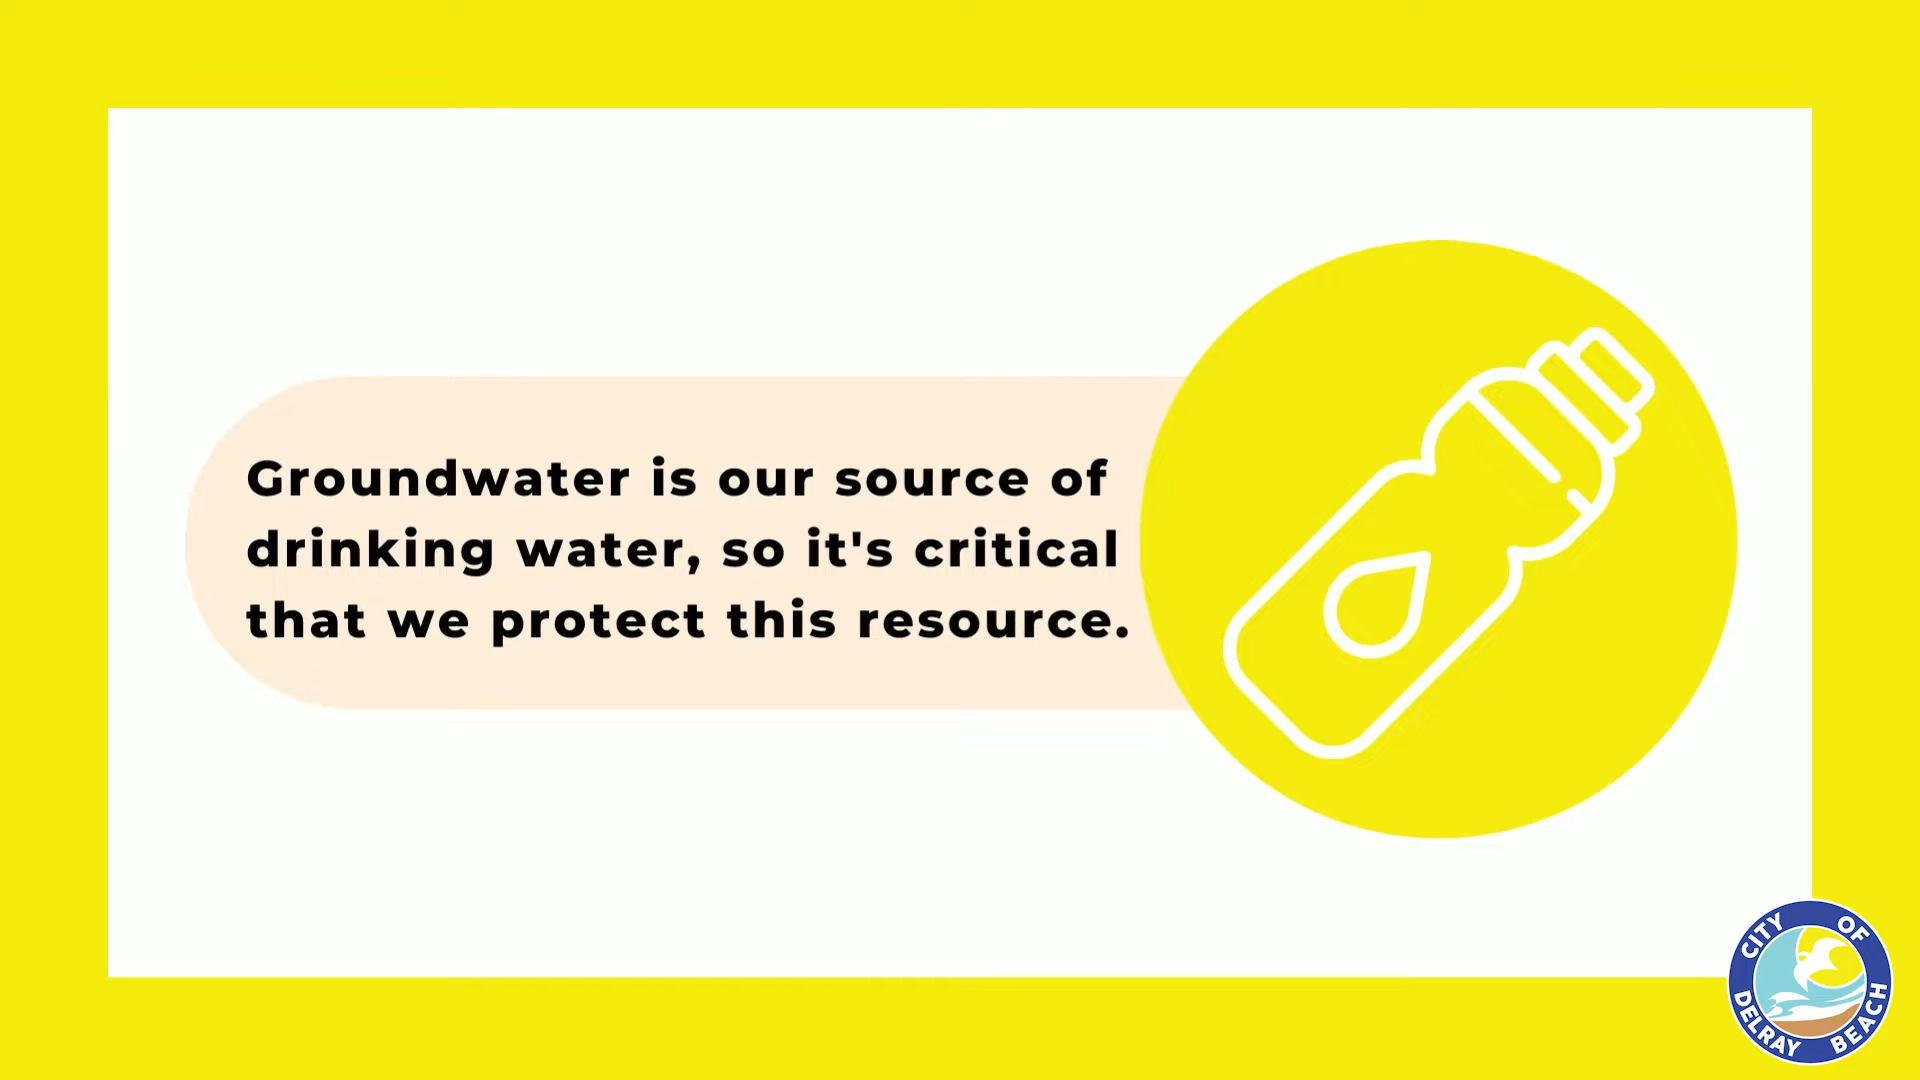 Groundwater is our source of
drinking water, so it's critical
that we protect this resource.
CITY OF
DELRAY BEACH